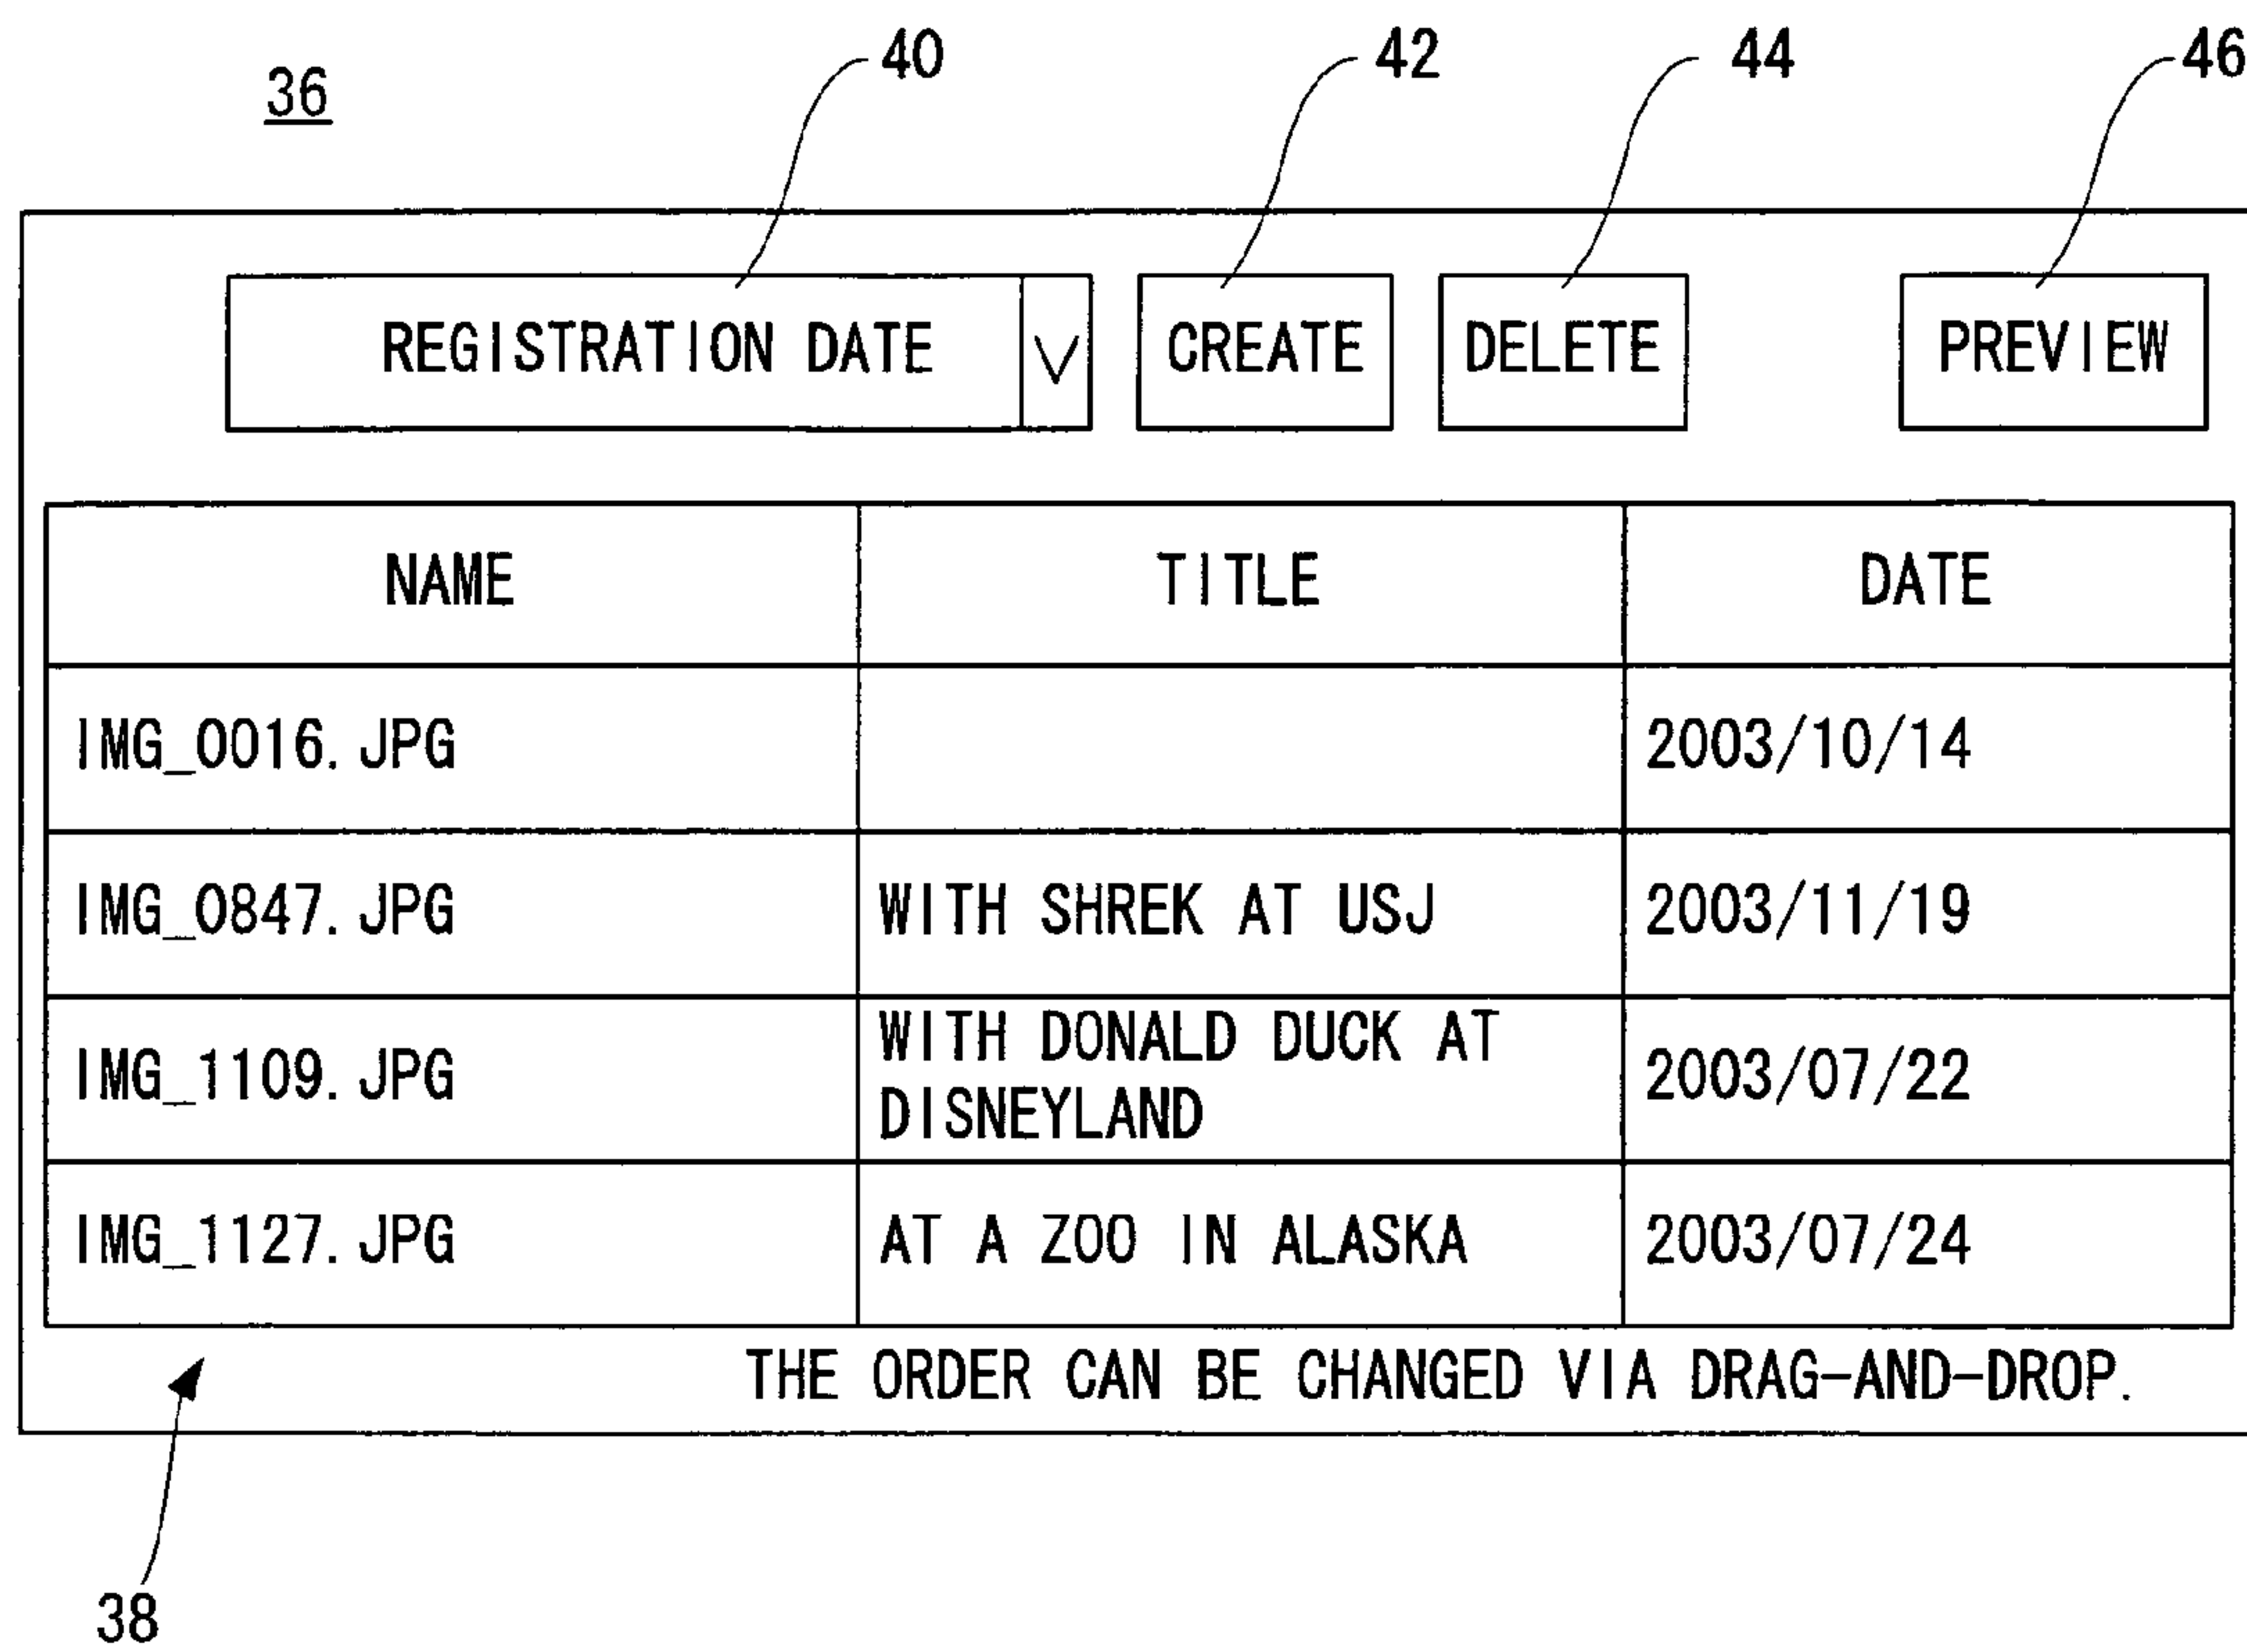 36
40 42 44 46
REGISTRATION DATE V CREATE DELETE PREVIEW
NAME TITLE DATE
IMG_0016.JPG 2003/10/14
IMG_0847.JPG WITH SHREK AT USJ 2003/11/19
IMG_1109.JPG WITH DONALD DUCK AT
DISNEYLAND 2003/07/22
IMG_1127.JPG AT A ZOO IN ALASKA 2003/07/24
THE ORDER CAN BE CHANGED VIA DRAG-AND-DROP.
38